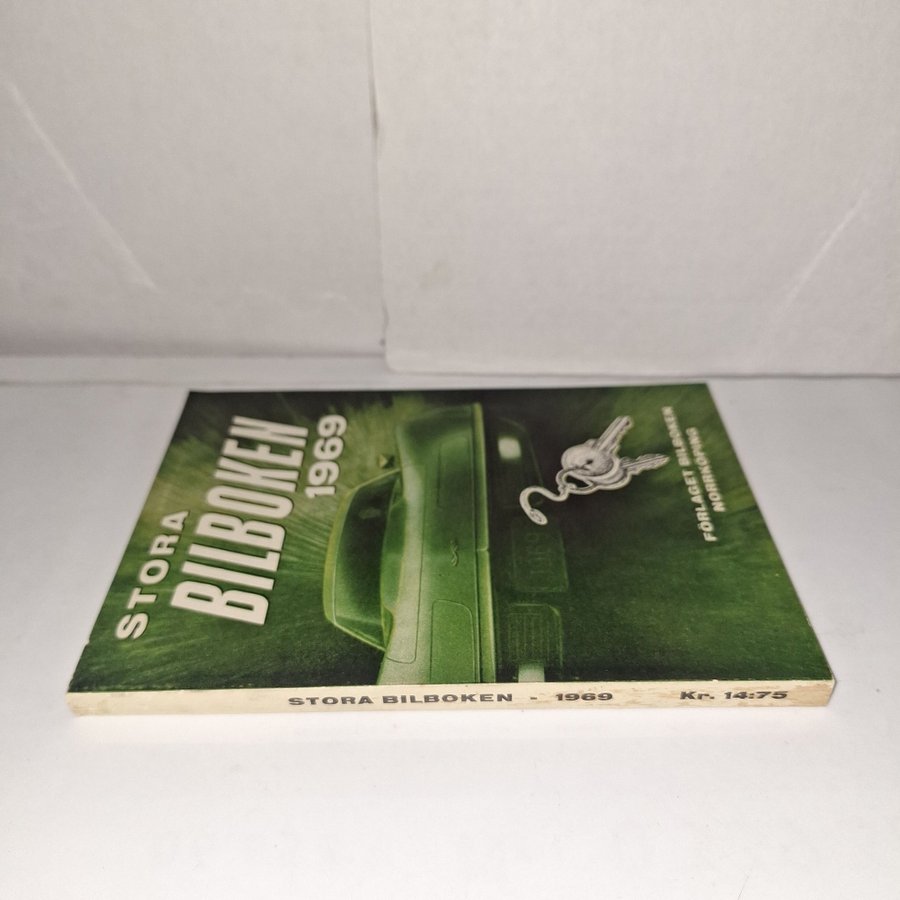 STORA
BILBOKEN
1969
FÖRLAGET BILBOKEN
NORRKÖPING
STORA BILBOKEN - 1969 Kr. 14:75